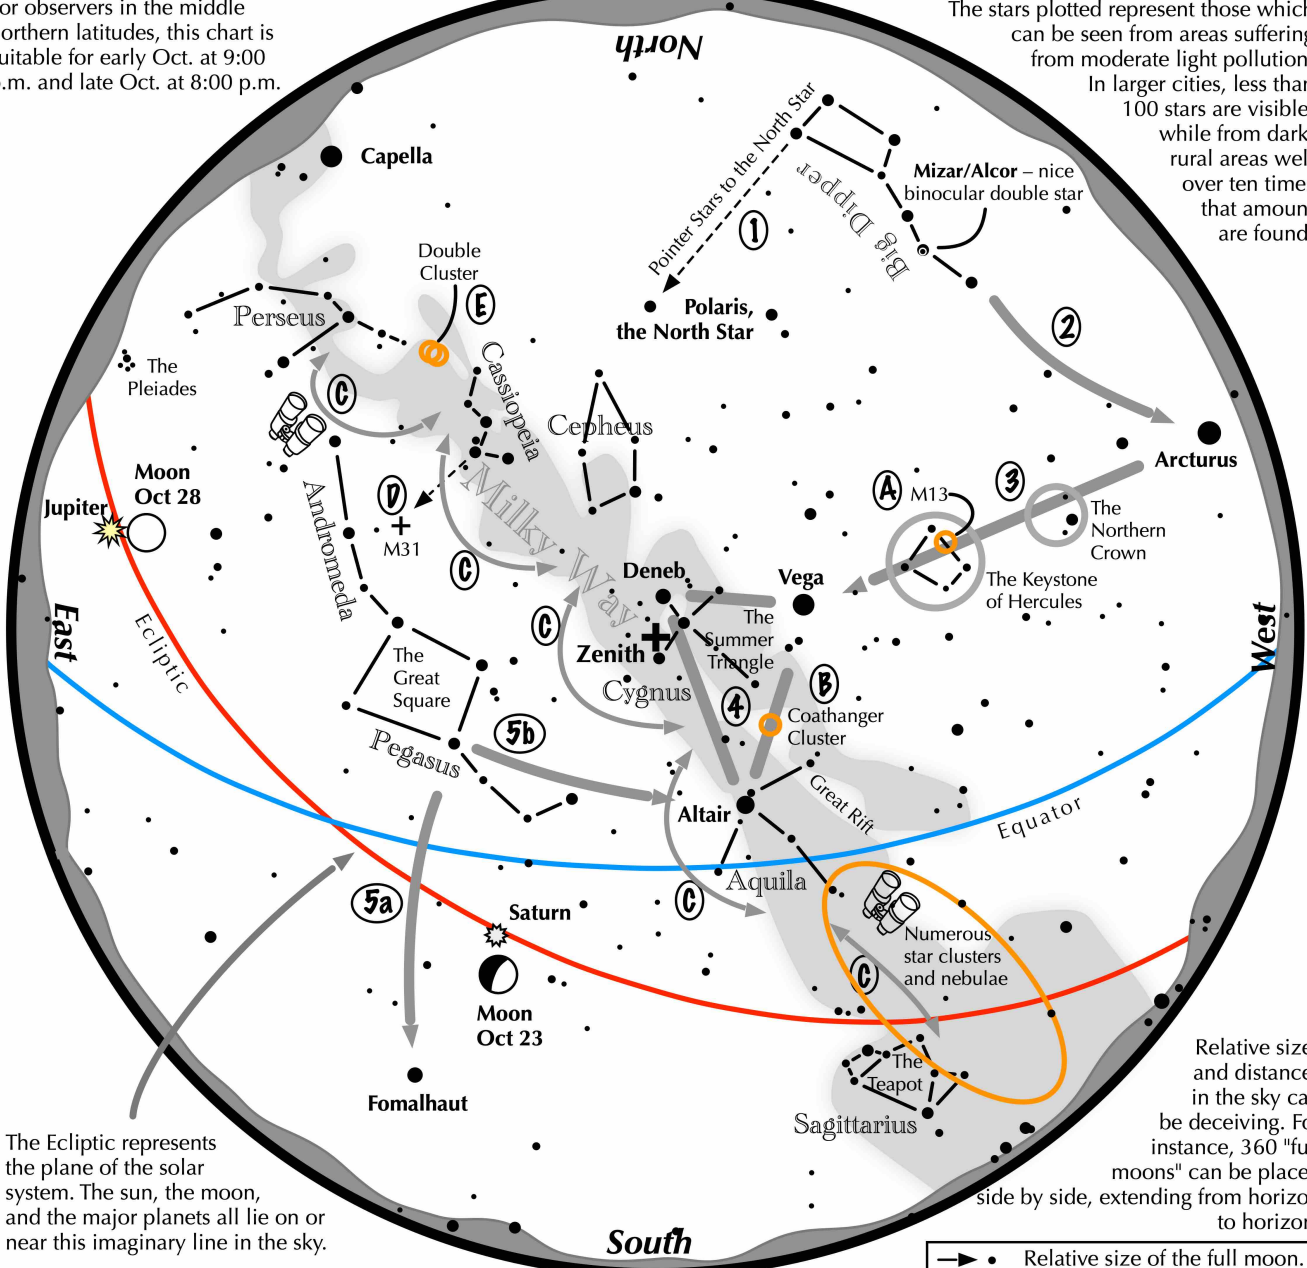 or observers in the middle
orthern latitudes, this chart is
uitable for early Oct. at 9:00
.m. and late Oct. at 8:00 p.m.
The stars plotted represent those which
can be seen from areas suffering
from moderate light pollution
In larger cities, less than
100 stars are visible
while from dark
rural areas wel
over ten time
that amoun
are found
North
Capella
Pointer Stars to the North Star
1
Big Dipper
Mizar/Alcor – nice
binocular double star
Double
Cluster
E
Perseus
Polaris,
the North Star
2
The
Pleiades
C
Cassiopeia
Cepheus
Arcturus
Moon
Oct 28
Jupiter
Andromeda
D
M31
Milky Way
C
A
M13
3
The
Northern
Crown
The Keystone
of Hercules
Deneb
Vega
East
Ecliptic
C
The
Summer
Triangle
Zenith
West
The
Great
Square
Cygnus
4
B
Coathanger
Cluster
Pegasus
5b
Altair
Great Rift
Equator
Aquila
C
5a
Saturn
Moon
Oct 23
Numerous
star clusters
and nebulae
C
The
Teapot
Sagittarius
Fomalhaut
The Ecliptic represents
the plane of the solar
system. The sun, the moon,
and the major planets all lie on or
near this imaginary line in the sky.
Relative size
and distance
in the sky ca
be deceiving. Fo
instance, 360 "fu
moons" can be place
side by side, extending from horizo
to horizon
South
Relative size of the full moon.